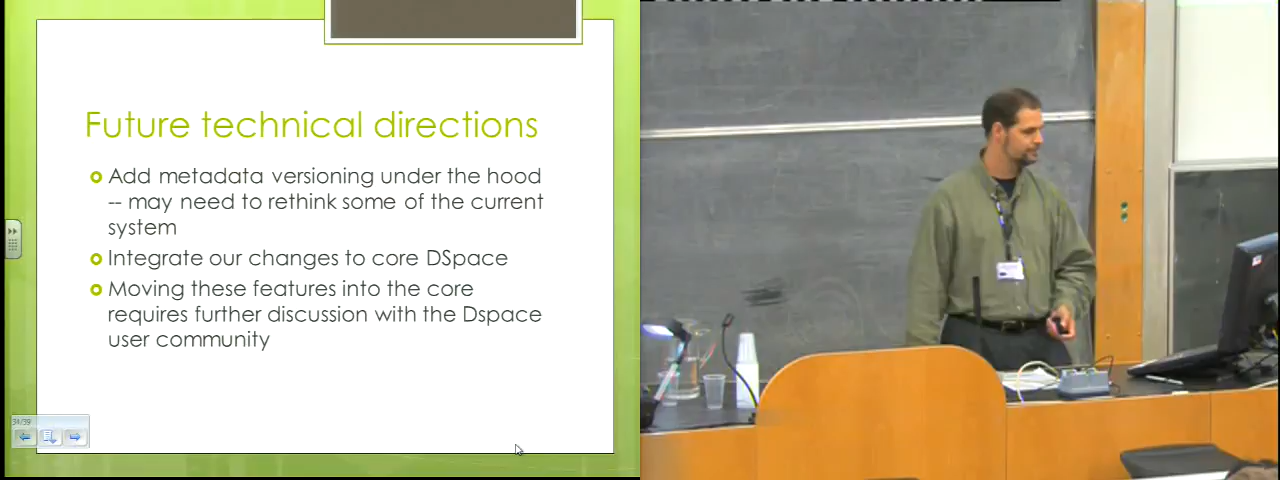 Future technical directions
Add metadata versioning under the hood
-- may need to rethink some of the current
system
Integrate our changes to core DSpace
Moving these features into the core
requires further discussion with the Dspace
user community
34/39